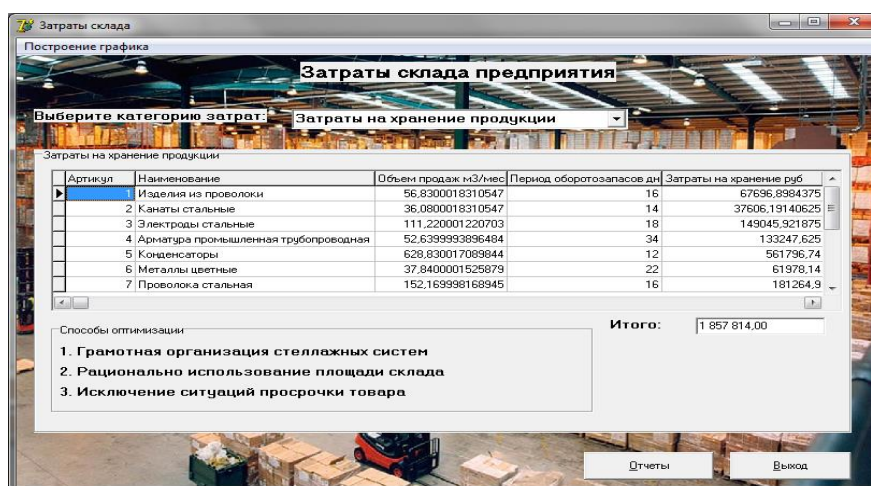 Затраты склада
Построение графика
Затраты склада предприятия
Выберите категорию затрат:
Затраты на хранение продукции
Затраты на хранение продукции
Артикул Наименование Объем продаж м3/мес Период оборотозапасов дн Затраты на хранение руб
1 Изделия из проволоки 56,8300018310547 16 67696,8984375
2 Канаты стальные 36,0800018310547 14 37606,19140625
3 Электроды стальные 111,220001220703 18 149045,921875
4 Арматура промышленная трубопроводная 52,6399993896484 34 133247,625
5 Конденсаторы 628,830017089844 12 561796,74
6 Металлы цветные 37,8400001525879 22 61978,14
7 Проволока стальная 152,169998168945 16 181264,9
Итого: 1 857 814,00
Способы оптимизации
1. Грамотная организация стеллажных систем
2. Рационально использование площади склада
3. Исключение ситуаций просрочки товара
Отчеты
Выход